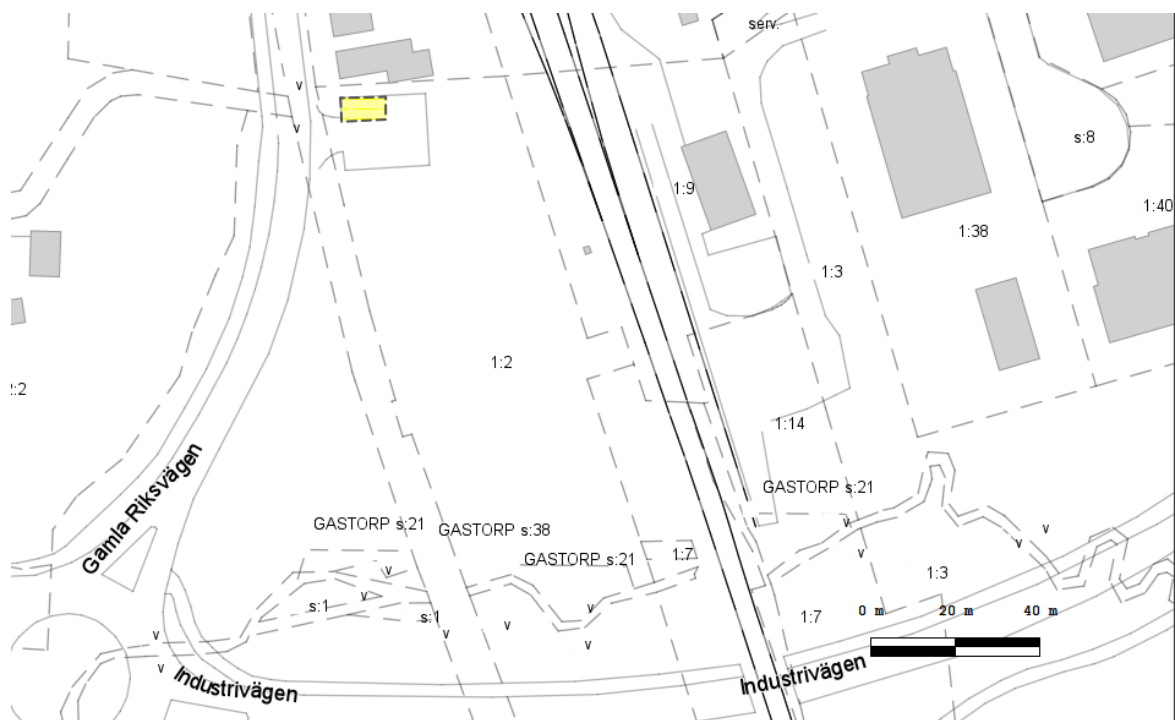 serv.
v
v
s:8
1:9
1:40
1:38
1:3
1:2
:2
1:14
Gamla Riksvägen
GASTORP s:21
GASTORP s:21
GASTORP s:38
v
v
GASTORP s:21
1:7
v
v
v
1:3
v
s:1
s:1
v
0 m 20 m 40 m
1:7
v
v
v
v
v
Industrivägen
Industrivägen